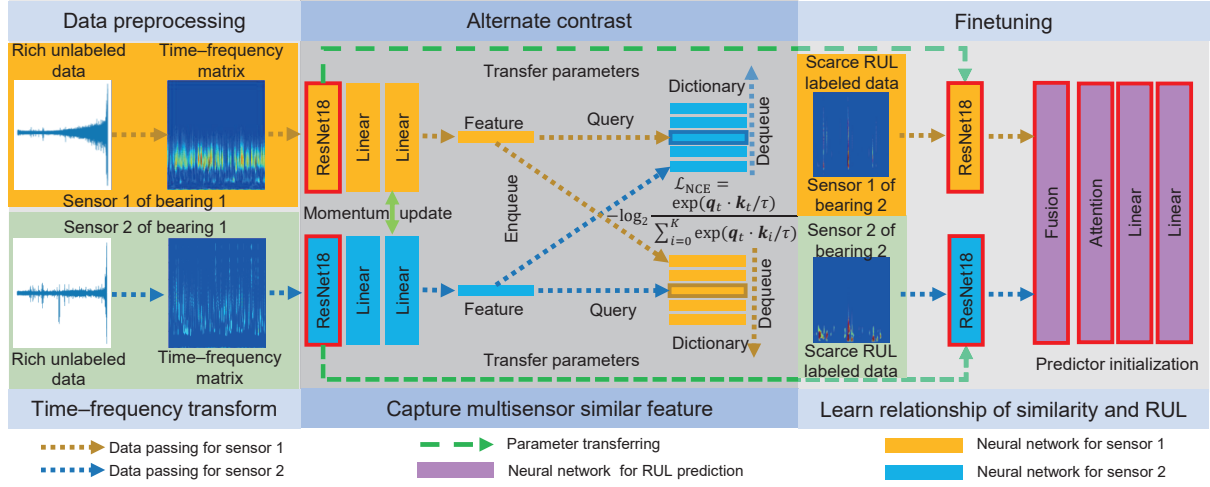 Data preprocessing
Alternate contrast
Finetuning
Rich unlabeled
data
Time–frequency
matrix
Sensor 1 of bearing 1
Sensor 2 of bearing 1
Rich unlabeled
data
Time–frequency
matrix
Transfer parameters
ResNet18
Linear
Linear
Feature
Query
Dictionary
Dequeue
Momentum update
Enqueue
ℒ_NCE =
−log₂ exp(𝒒ₜ · 𝒌ₜ/τ) / ∑ᵢ₌₀ᴷ exp(𝒒ₜ · 𝒌ᵢ/τ)
ResNet18
Linear
Linear
Feature
Query
Dictionary
Dequeue
Transfer parameters
Scarce RUL
labeled data
Sensor 1 of
bearing 2
Sensor 2 of
bearing 2
Scarce RUL
labeled data
ResNet18
ResNet18
Fusion
Attention
Linear
Linear
Predictor initialization
Time–frequency transform
Capture multisensor similar feature
Learn relationship of similarity and RUL
Data passing for sensor 1
Data passing for sensor 2
Parameter transferring
Neural network for RUL prediction
Neural network for sensor 1
Neural network for sensor 2